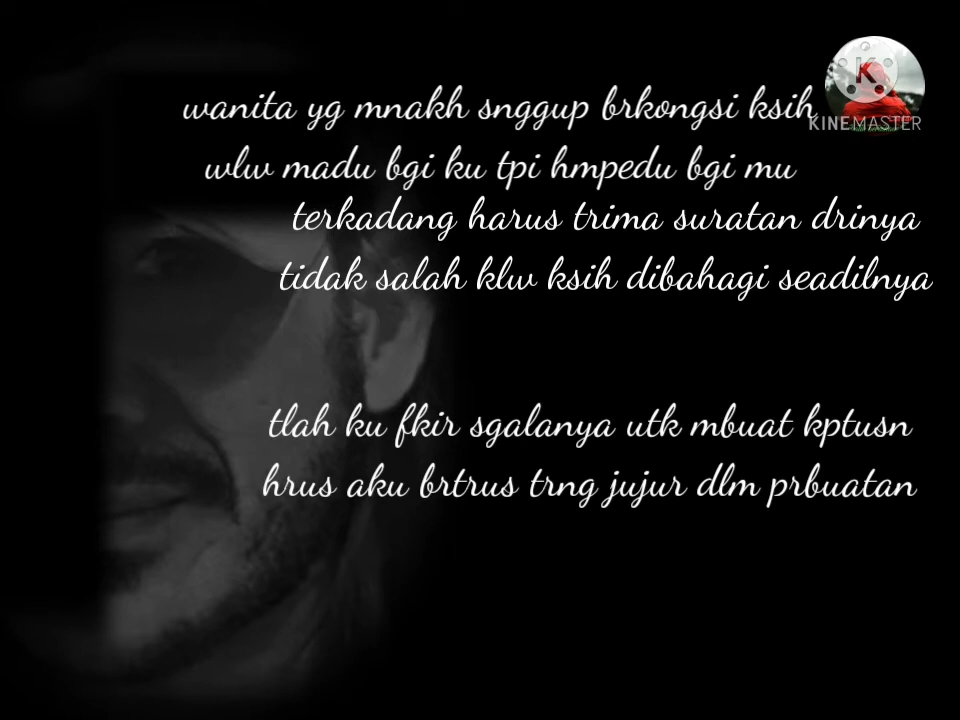 wanita yg mnakh snggup brkongsi ksih
KINEMASTER
wlw madu bgi ku tpi hmpedu bgi mu
terkadang harus trima suratan drinya
tidak salah klw ksih dibahagi seadilnya
tlah ku fkir sgalanya utk mbuat kptusn
hrus aku brtrus trng jujur dlm prbuatan